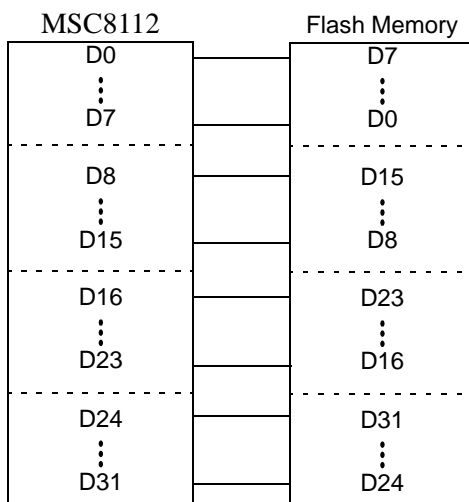 MSC8112 Flash Memory
D0 D7
D7 D0
D8 D15
D15 D8
D16 D23
D23 D16
D24 D31
D31 D24